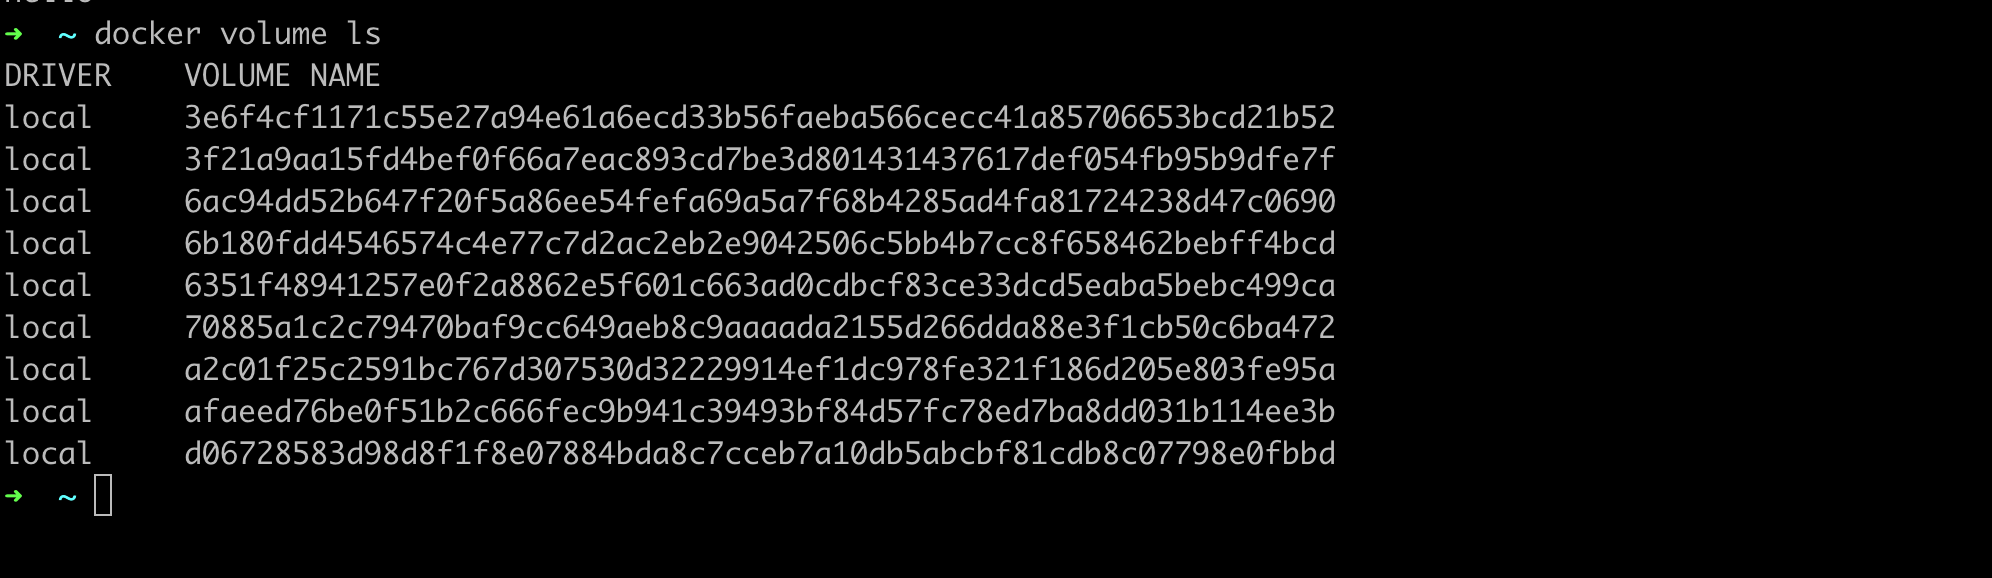 ➜ ~ docker volume ls
DRIVER VOLUME NAME
local 3e6f4cf1171c55e27a94e61a6ecd33b56faeba566cecc41a85706653bcd21b52
local 3f21a9aa15fd4bef0f66a7eac893cd7be3d801431437617def054fb95b9dfe7f
local 6ac94dd52b647f20f5a86ee54fefa69a5a7f68b4285ad4fa81724238d47c0690
local 6b180fdd4546574c4e77c7d2ac2eb2e9042506c5bb4b7cc8f658462bebff4bcd
local 6351f48941257e0f2a8862e5f601c663ad0cdbcf83ce33dcd5eaba5bebc499ca
local 70885a1c2c79470baf9cc649aeb8c9aaaada2155d266dda88e3f1cb50c6ba472
local a2c01f25c2591bc767d307530d32229914ef1dc978fe321f186d205e803fe95a
local afaeed76be0f51b2c666fec9b941c39493bf84d57fc78ed7ba8dd031b114ee3b
local d06728583d98d8f1f8e07884bda8c7cceb7a10db5abcbf81cdb8c07798e0fbbd
➜ ~